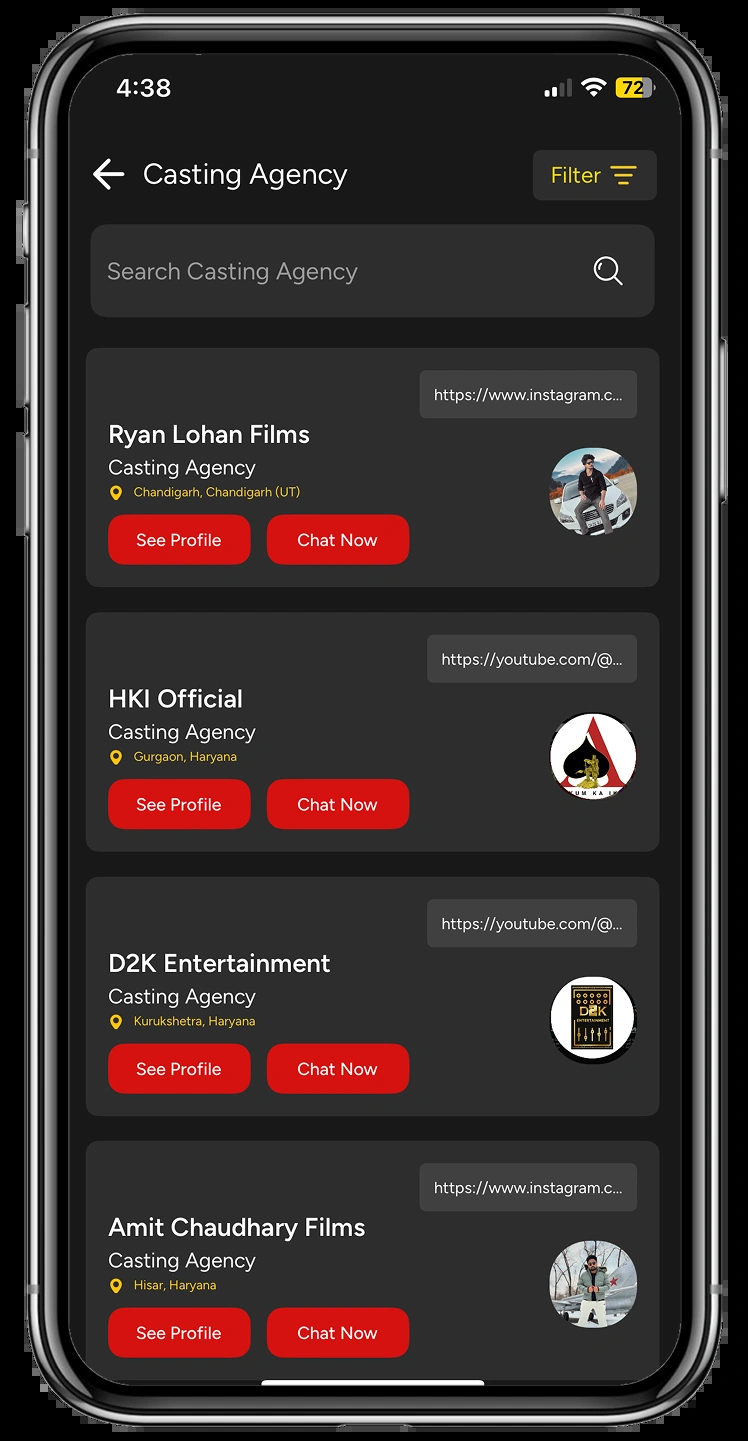 4:38
72
Casting Agency
Filter
Search Casting Agency
https://www.instagram.c...
Ryan Lohan Films
Casting Agency
Chandigarh, Chandigarh (UT)
See Profile
Chat Now
https://youtube.com/@...
HKI Official
Casting Agency
Gurgaon, Haryana
A
KA
See Profile
Chat Now
https://youtube.com/@...
D2K Entertainment
Casting Agency
Kurukshetra, Haryana
D2K
ENTERTAINMENT
See Profile
Chat Now
https://www.instagram.c...
Amit Chaudhary Films
Casting Agency
Hisar, Haryana
See Profile
Chat Now